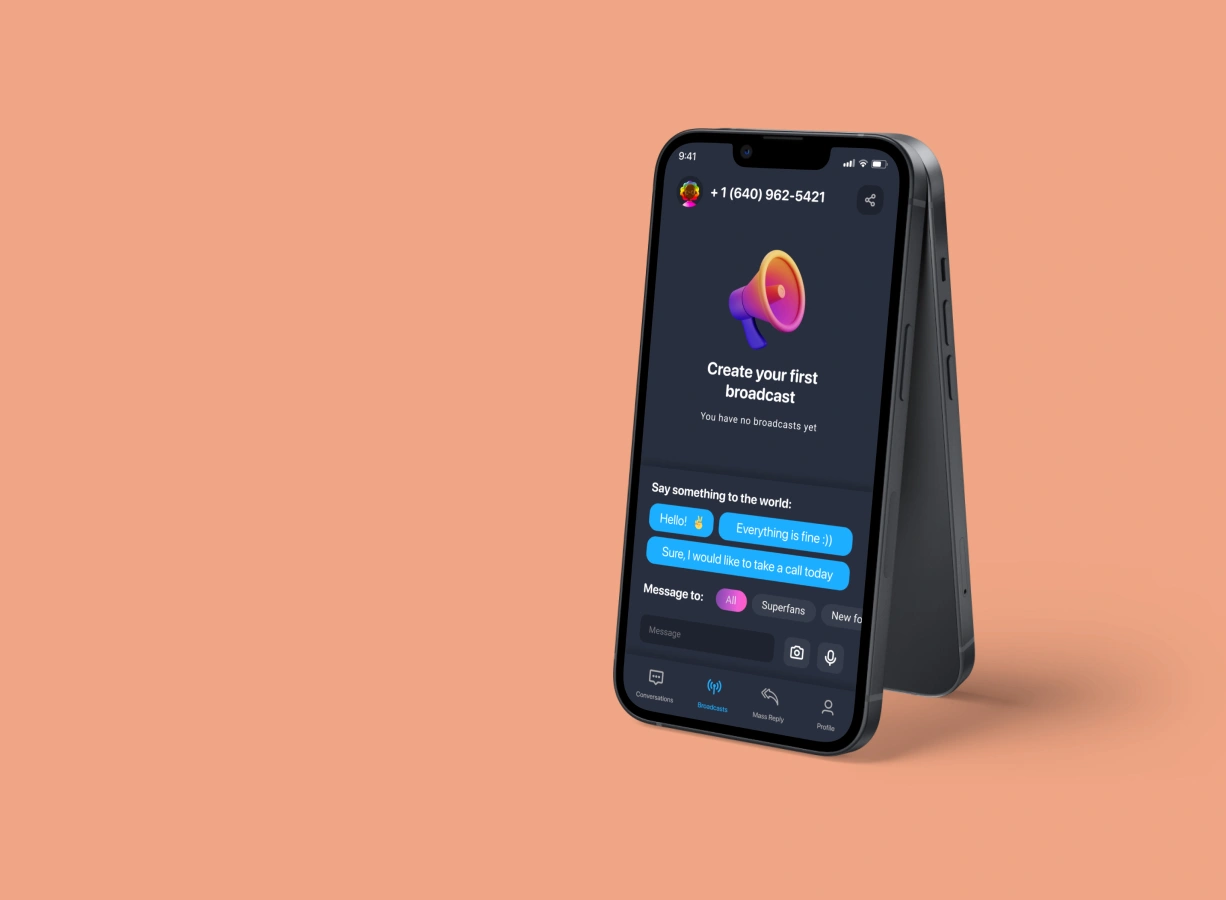 9:41
+ 1 (640) 962-5421
Create your first
broadcast
You have no broadcasts yet
Say something to the world:
Hello! ✌️ Everything is fine :))
Sure, I would like to take a call today
Message to: All Superfans New fo
Message
Conversations Broadcasts Mass Reply Profile